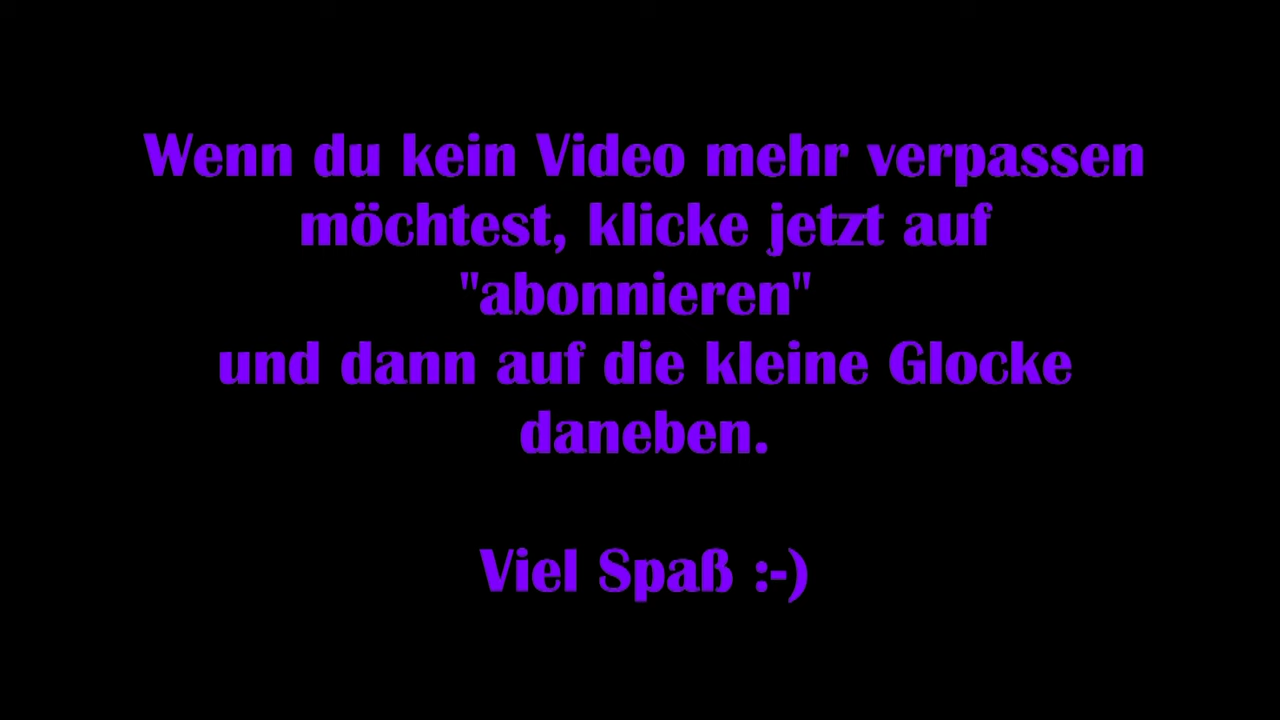 Wenn du kein Video mehr verpassen
möchtest, klicke jetzt auf
"abonnieren"
und dann auf die kleine Glocke
daneben.
Viel Spaß :-)